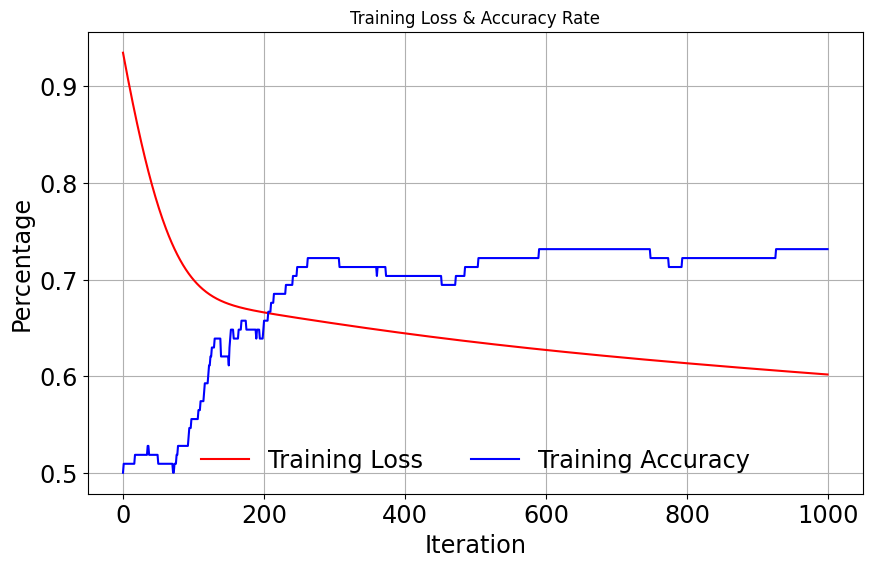 Training Loss & Accuracy Rate
Percentage
0.9
0.8
0.7
0.6
0.5
Training Loss
Training Accuracy
0
200
400
600
800
1000
Iteration